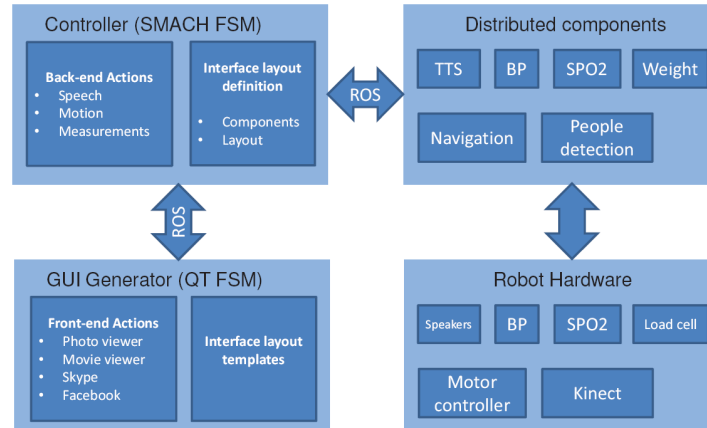 Controller (SMACH FSM)
Back-end Actions
• Speech
• Motion
• Measurements
Interface layout
definition
• Components
• Layout
ROS
Distributed components
TTS
BP
SPO2
Weight
Navigation
People
detection
ROS
GUI Generator (QT FSM)
Front-end Actions
• Photo viewer
• Movie viewer
• Skype
• Facebook
Interface layout
templates
Robot Hardware
Speakers
BP
SPO2
Load cell
Motor
controller
Kinect